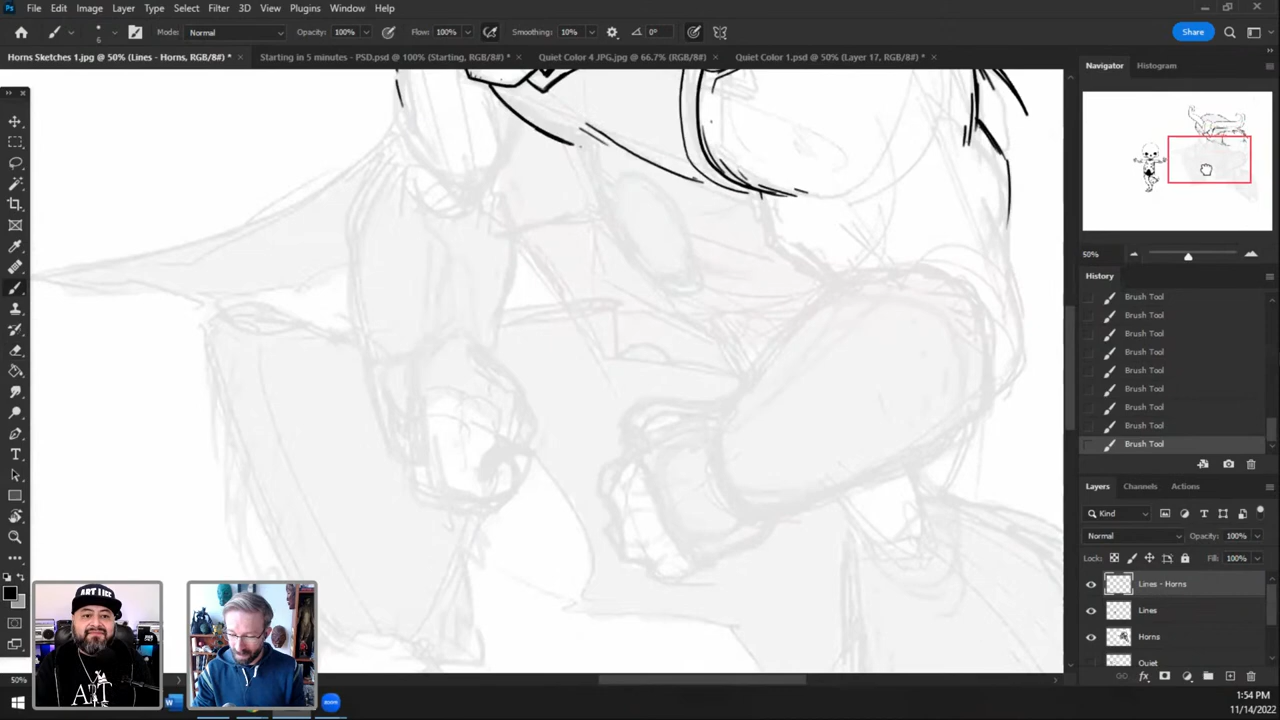 File Edit Image Layer Type Select Filter 3D View Plugins Window Help
6 Mode: Normal Opacity: 100% Flow: 100% Smoothing: 10% 0° Share
Horns Sketches 1.jpg @ 50% (Lines - Horns, RGB/8#) * Starting in 5 minutes - PSD.psd @ 100% (Starting, RGB/8#) * Quiet Color 4 JPG.jpg @ 66.7% (RGB/8#) Quiet Color 1.psd @ 50% (Layer 17, RGB/8#) *
Navigator Histogram
50%
History
Brush Tool
Brush Tool
Brush Tool
Brush Tool
Brush Tool
Brush Tool
Brush Tool
Brush Tool
Brush Tool
Layers Channels Actions
Kind
Normal Opacity: 100%
Lock: Fill: 100%
Lines - Horns
Lines
Horns
Quiet
ART LIFE
ART
50%
1:54 PM
11/14/2022